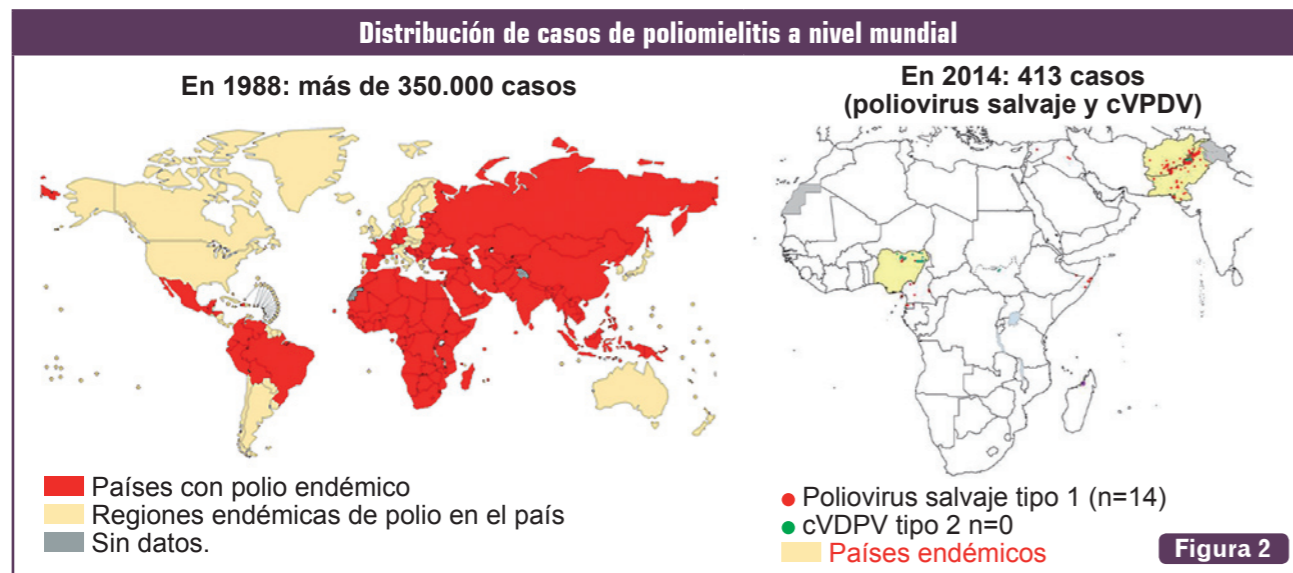 Distribución de casos de poliomielitis a nivel mundial
En 1988: más de 350.000 casos
Países con polio endémico
Regiones endémicas de polio en el país
Sin datos.
En 2014: 413 casos
(poliovirus salvaje y cVPDV)
Poliovirus salvaje tipo 1 (n=14)
cVDPV tipo 2 n=0
Países endémicos
Figura 2